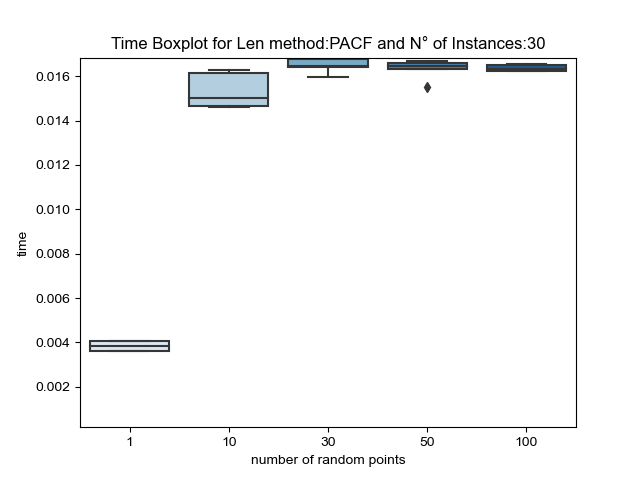 Time Boxplot for Len method:PACF and N° of Instances:30
0.016
0.014
0.012
0.010
0.008
0.006
0.004
0.002
time
1 10 30 50 100
number of random points